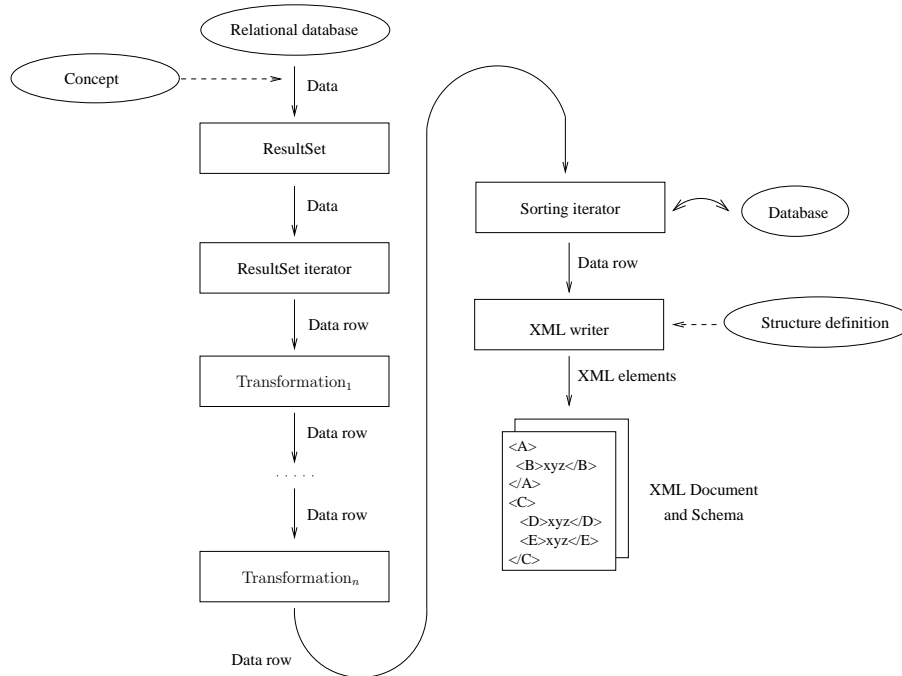 Relational database
Concept
Data
ResultSet
Data
ResultSet iterator
Data row
Transformation₁
Data row
. . . . .
Data row
Transformationₙ
Data row
Sorting iterator
Database
Data row
XML writer
Structure definition
XML elements
<A>
<B>xyz</B>
</A>
<C>
<D>xyz</D>
<E>xyz</E>
</C>
XML Document
and Schema